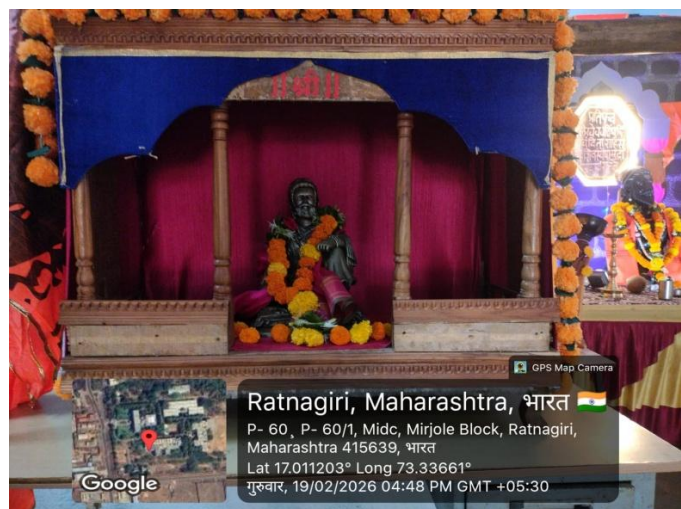 ॥श्री॥
GPS Map Camera
Ratnagiri, Maharashtra, भारत 🇮🇳
P- 60¸ P- 60/1, Midc, Mirjole Block, Ratnagiri,
Maharashtra 415639, भारत
Lat 17.011203° Long 73.33661°
गुरुवार, 19/02/2026 04:48 PM GMT +05:30
Google